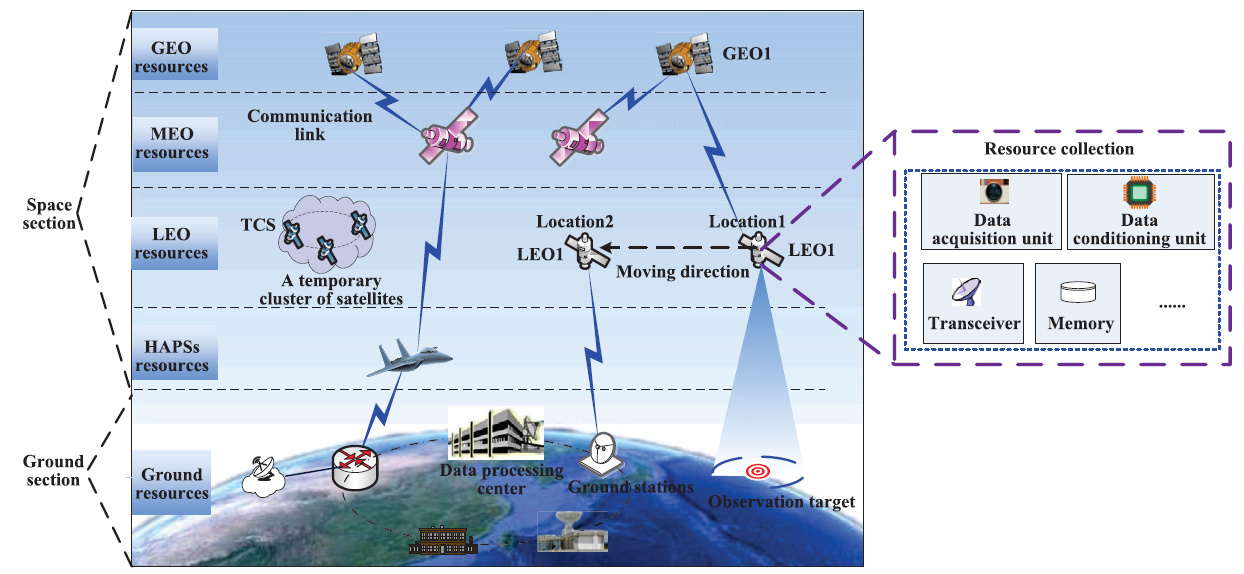 GEO
resources
GEO1
Communication
link
MEO
resources
Resource collection
Data
acquisition unit
Data
conditioning unit
Transceiver
Memory
......
Space
section
TCS
LEO
resources
A temporary
cluster of satellites
Location2
LEO1
Location1
LEO1
Moving direction
HAPSs
resources
Ground
section
Ground
resources
Data processing
center
Ground stations
Observation target